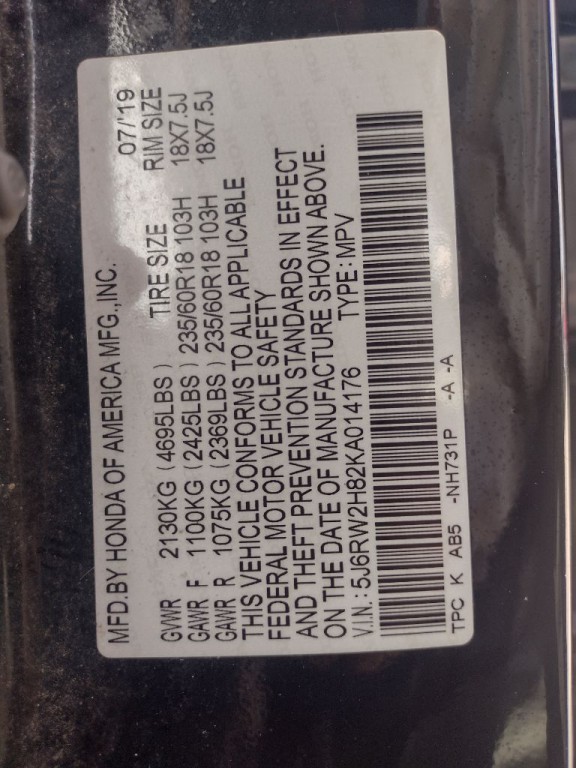 MFD.BY HONDA OF AMERICA MFG.,INC. 07/'19
TIRE SIZE RIM SIZE
GVWR 2130KG (4695LBS)
GAWR F 1100KG (2425LBS) 235/60R18 103H 18X7.5J
GAWR R 1075KG (2369LBS) 235/60R18 103H 18X7.5J
THIS VEHICLE CONFORMS TO ALL APPLICABLE
FEDERAL MOTOR VEHICLE SAFETY
AND THEFT PREVENTION STANDARDS IN EFFECT
ON THE DATE OF MANUFACTURE SHOWN ABOVE.
V.I.N.: 5J6RW2H82KA014176 TYPE: MPV
TPC K AB5 -NH731P -A -A